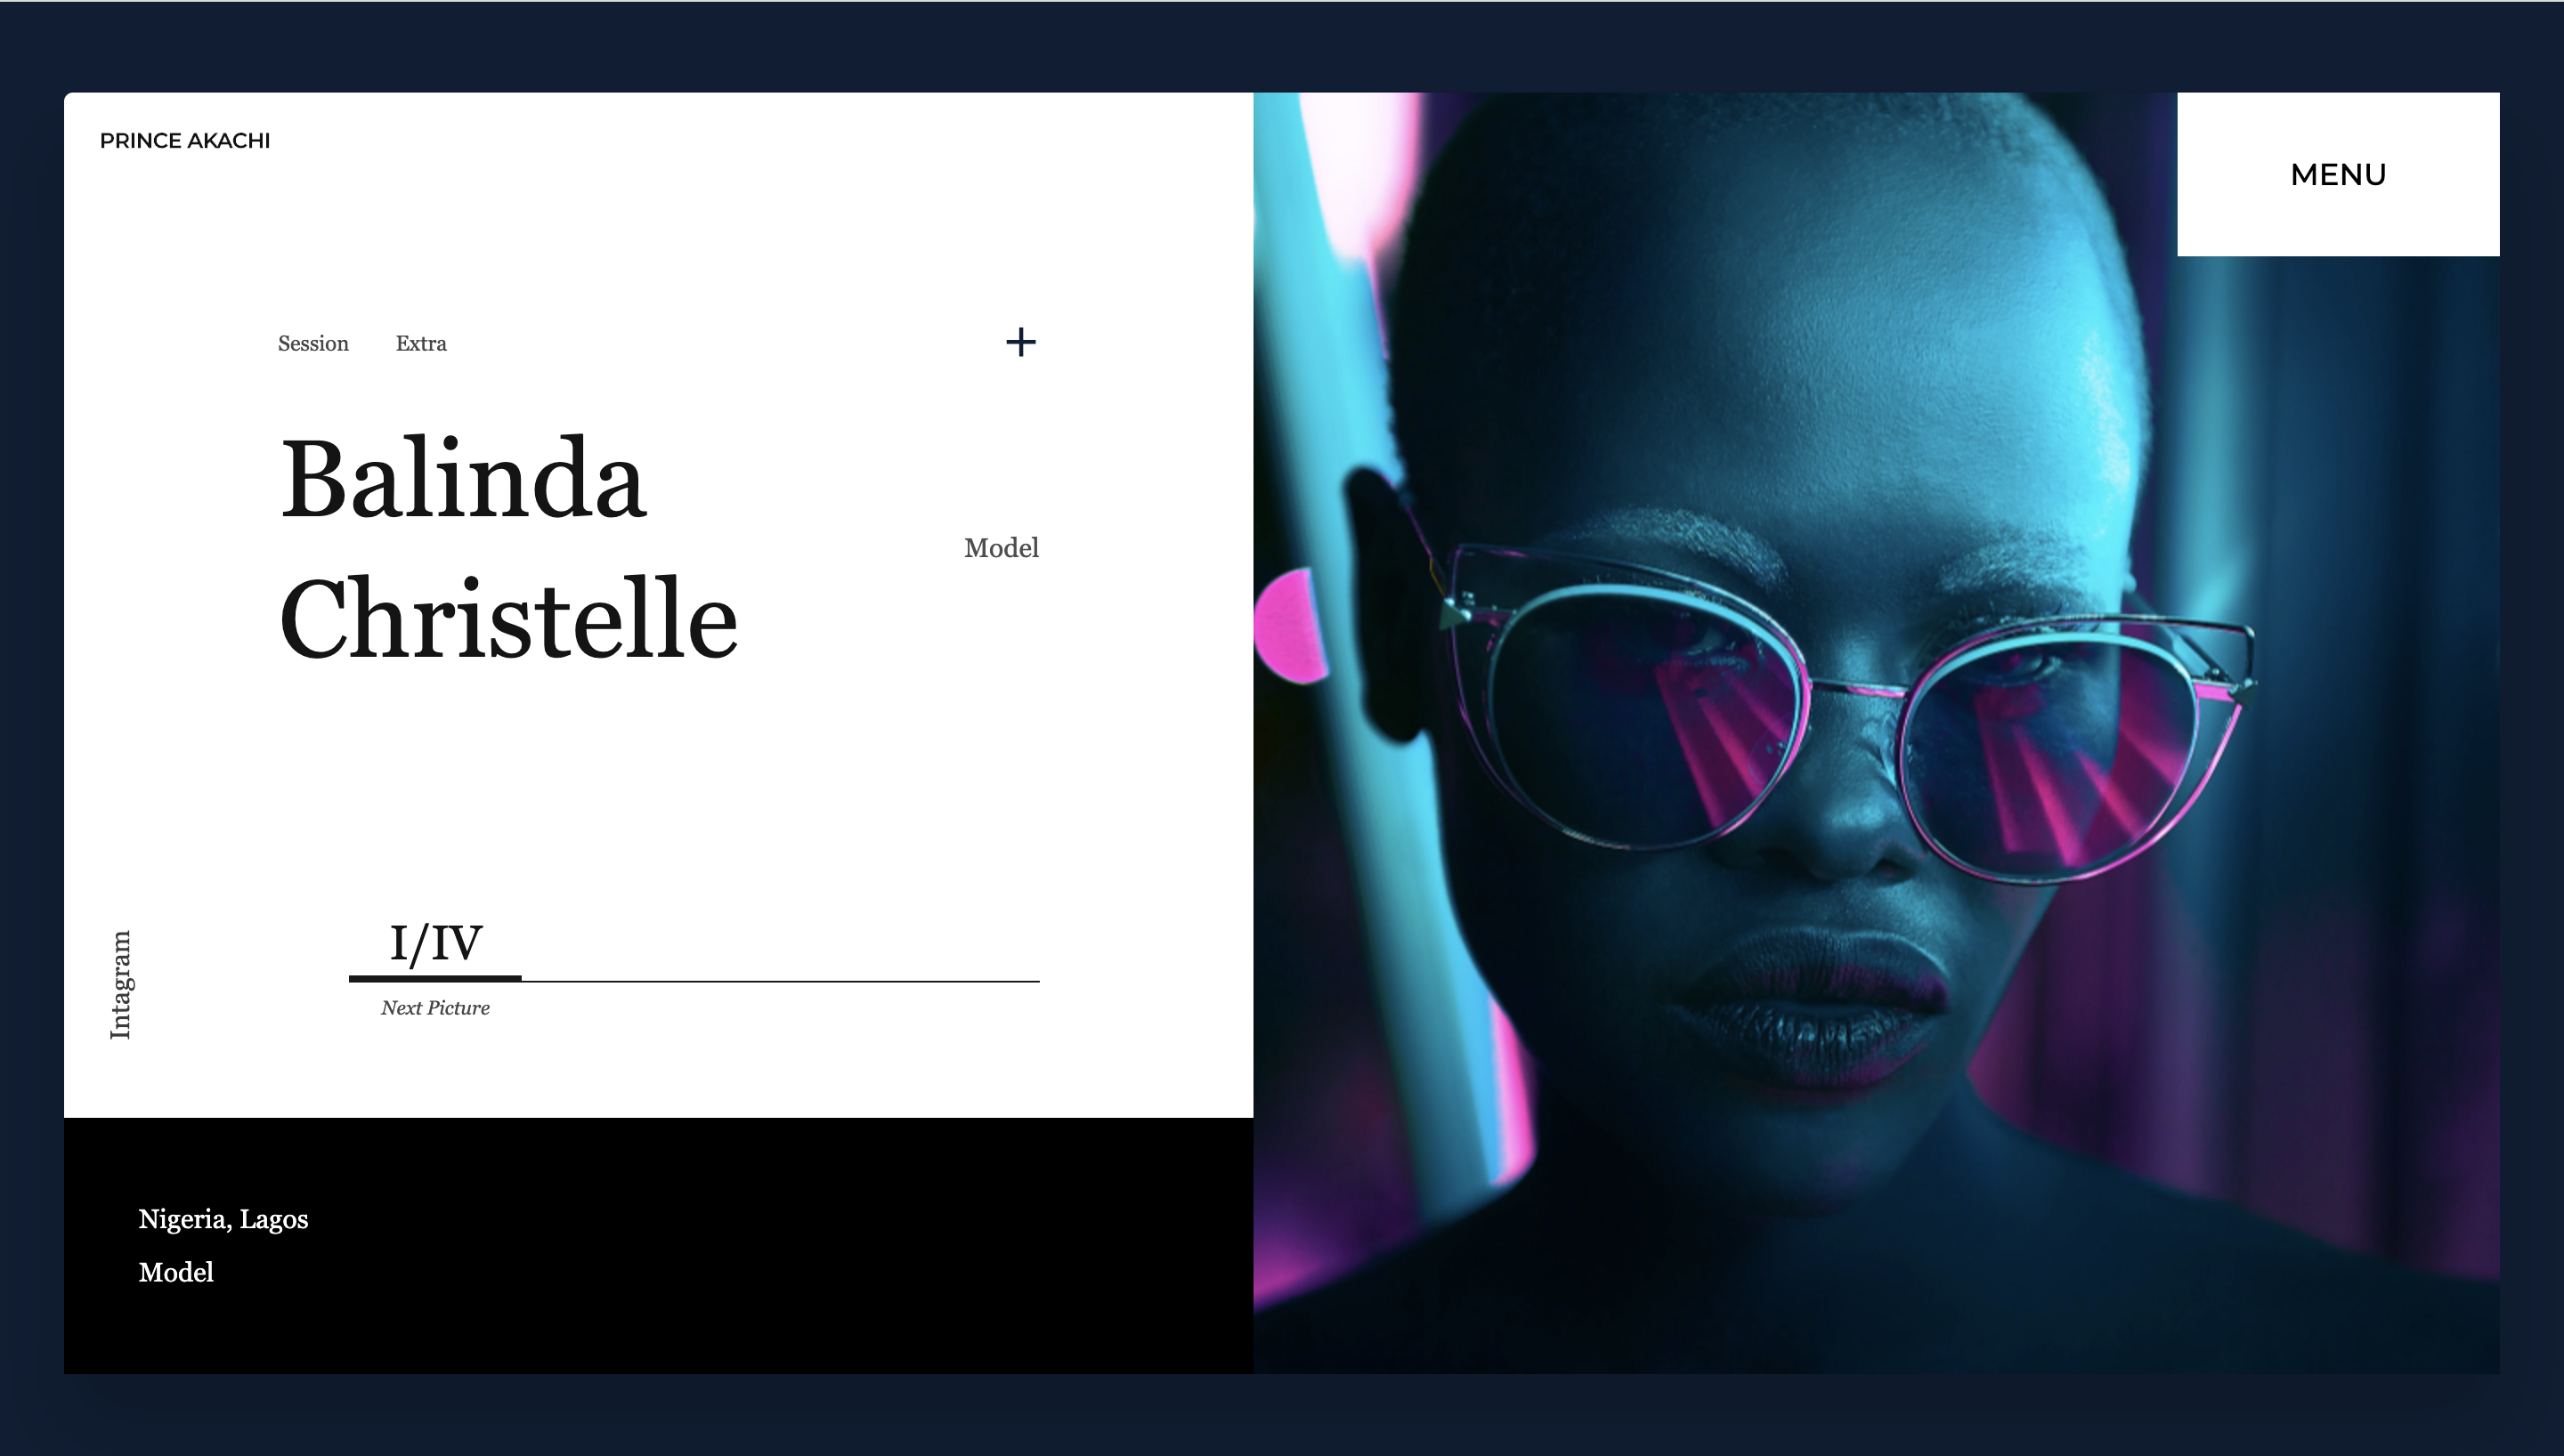 PRINCE AKACHI
MENU
Session Extra
Balinda
Christelle
Model
I/IV
Next Picture
Intagram
Nigeria, Lagos
Model